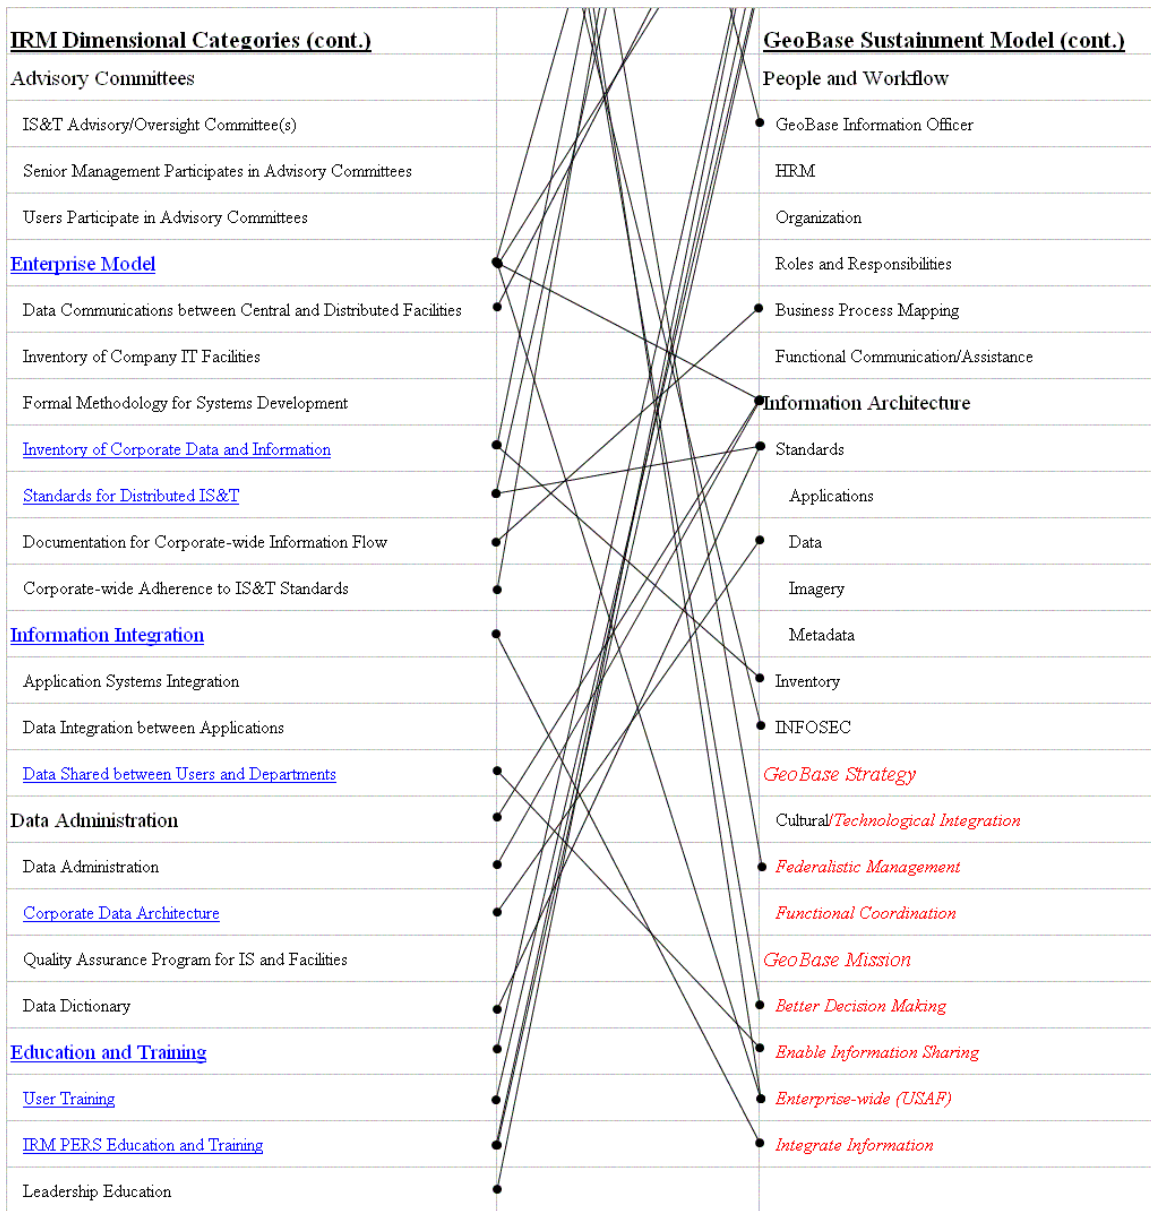 IRM Dimensional Categories (cont.)
Advisory Committees
IS&T Advisory/Oversight Committee(s)
Senior Management Participates in Advisory Committees
Users Participate in Advisory Committees
Enterprise Model
Data Communications between Central and Distributed Facilities
Inventory of Company IT Facilities
Formal Methodology for Systems Development
Inventory of Corporate Data and Information
Standards for Distributed IS&T
Documentation for Corporate-wide Information Flow
Corporate-wide Adherence to IS&T Standards
Information Integration
Application Systems Integration
Data Integration between Applications
Data Shared between Users and Departments
Data Administration
Data Administration
Corporate Data Architecture
Quality Assurance Program for IS and Facilities
Data Dictionary
Education and Training
User Training
IRM PERS Education and Training
Leadership Education
GeoBase Sustainment Model (cont.)
People and Workflow
GeoBase Information Officer
HRM
Organization
Roles and Responsibilities
Business Process Mapping
Functional Communication/Assistance
Information Architecture
Standards
Applications
Data
Imagery
Metadata
Inventory
INFOSEC
GeoBase Strategy
Cultural/Technological Integration
Federalistic Management
Functional Coordination
GeoBase Mission
Better Decision Making
Enable Information Sharing
Enterprise-wide (USAF)
Integrate Information